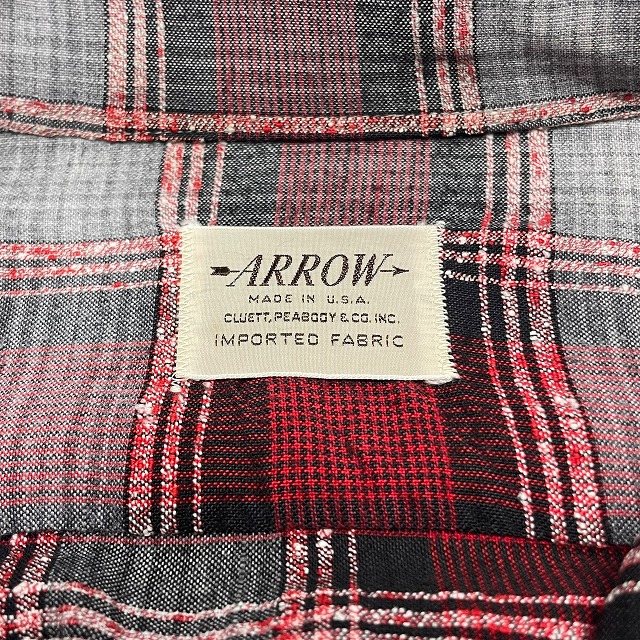 ARROW
MADE IN U.S.A.
CLUETT, PEABODY & CO. INC.
IMPORTED FABRIC